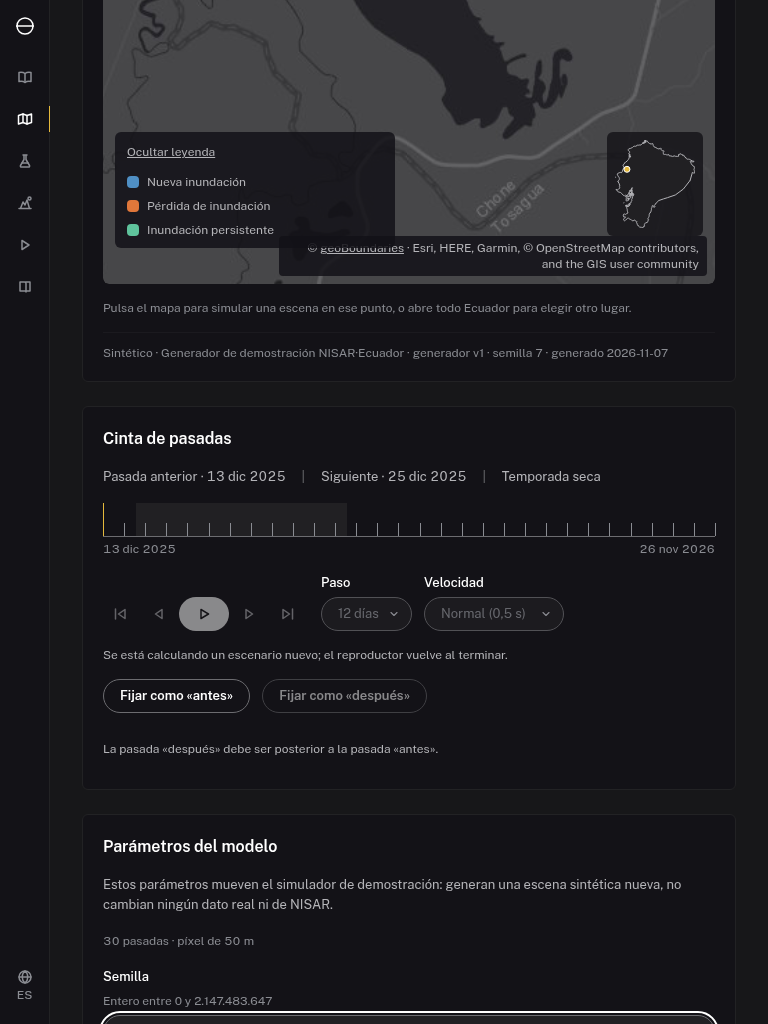 Ocultar leyenda
Nueva inundación
Pérdida de inundación
Inundación persistente
Chone
Tosagua
© geoBoundaries · Esri, HERE, Garmin, © OpenStreetMap contributors,
and the GIS user community
Pulsa el mapa para simular una escena en ese punto, o abre todo Ecuador para elegir otro lugar.
Sintético · Generador de demostración NISAR·Ecuador · generador v1 · semilla 7 · generado 2026-11-07
Cinta de pasadas
Pasada anterior · 13 dic 2025 | Siguiente · 25 dic 2025 | Temporada seca
13 dic 2025 26 nov 2026
Paso Velocidad
12 días Normal (0,5 s)
Se está calculando un escenario nuevo; el reproductor vuelve al terminar.
Fijar como «antes» Fijar como «después»
La pasada «después» debe ser posterior a la pasada «antes».
Parámetros del modelo
Estos parámetros mueven el simulador de demostración: generan una escena sintética nueva, no
cambian ningún dato real ni de NISAR.
30 pasadas · píxel de 50 m
Semilla
Entero entre 0 y 2.147.483.647
ES